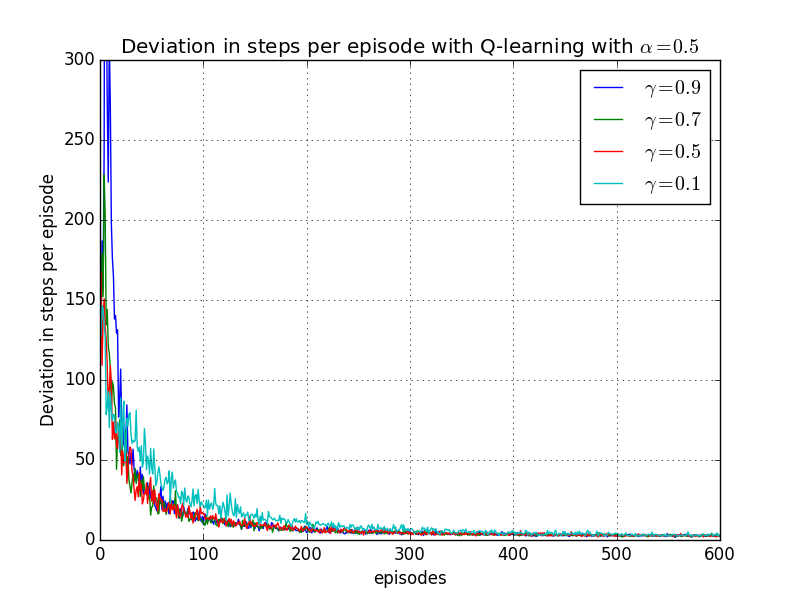 Deviation in steps per episode with Q-learning with α=0.5
300
250
200
150
100
50
0
Deviation in steps per episode
γ=0.9
γ=0.7
γ=0.5
γ=0.1
0 100 200 300 400 500 600
episodes